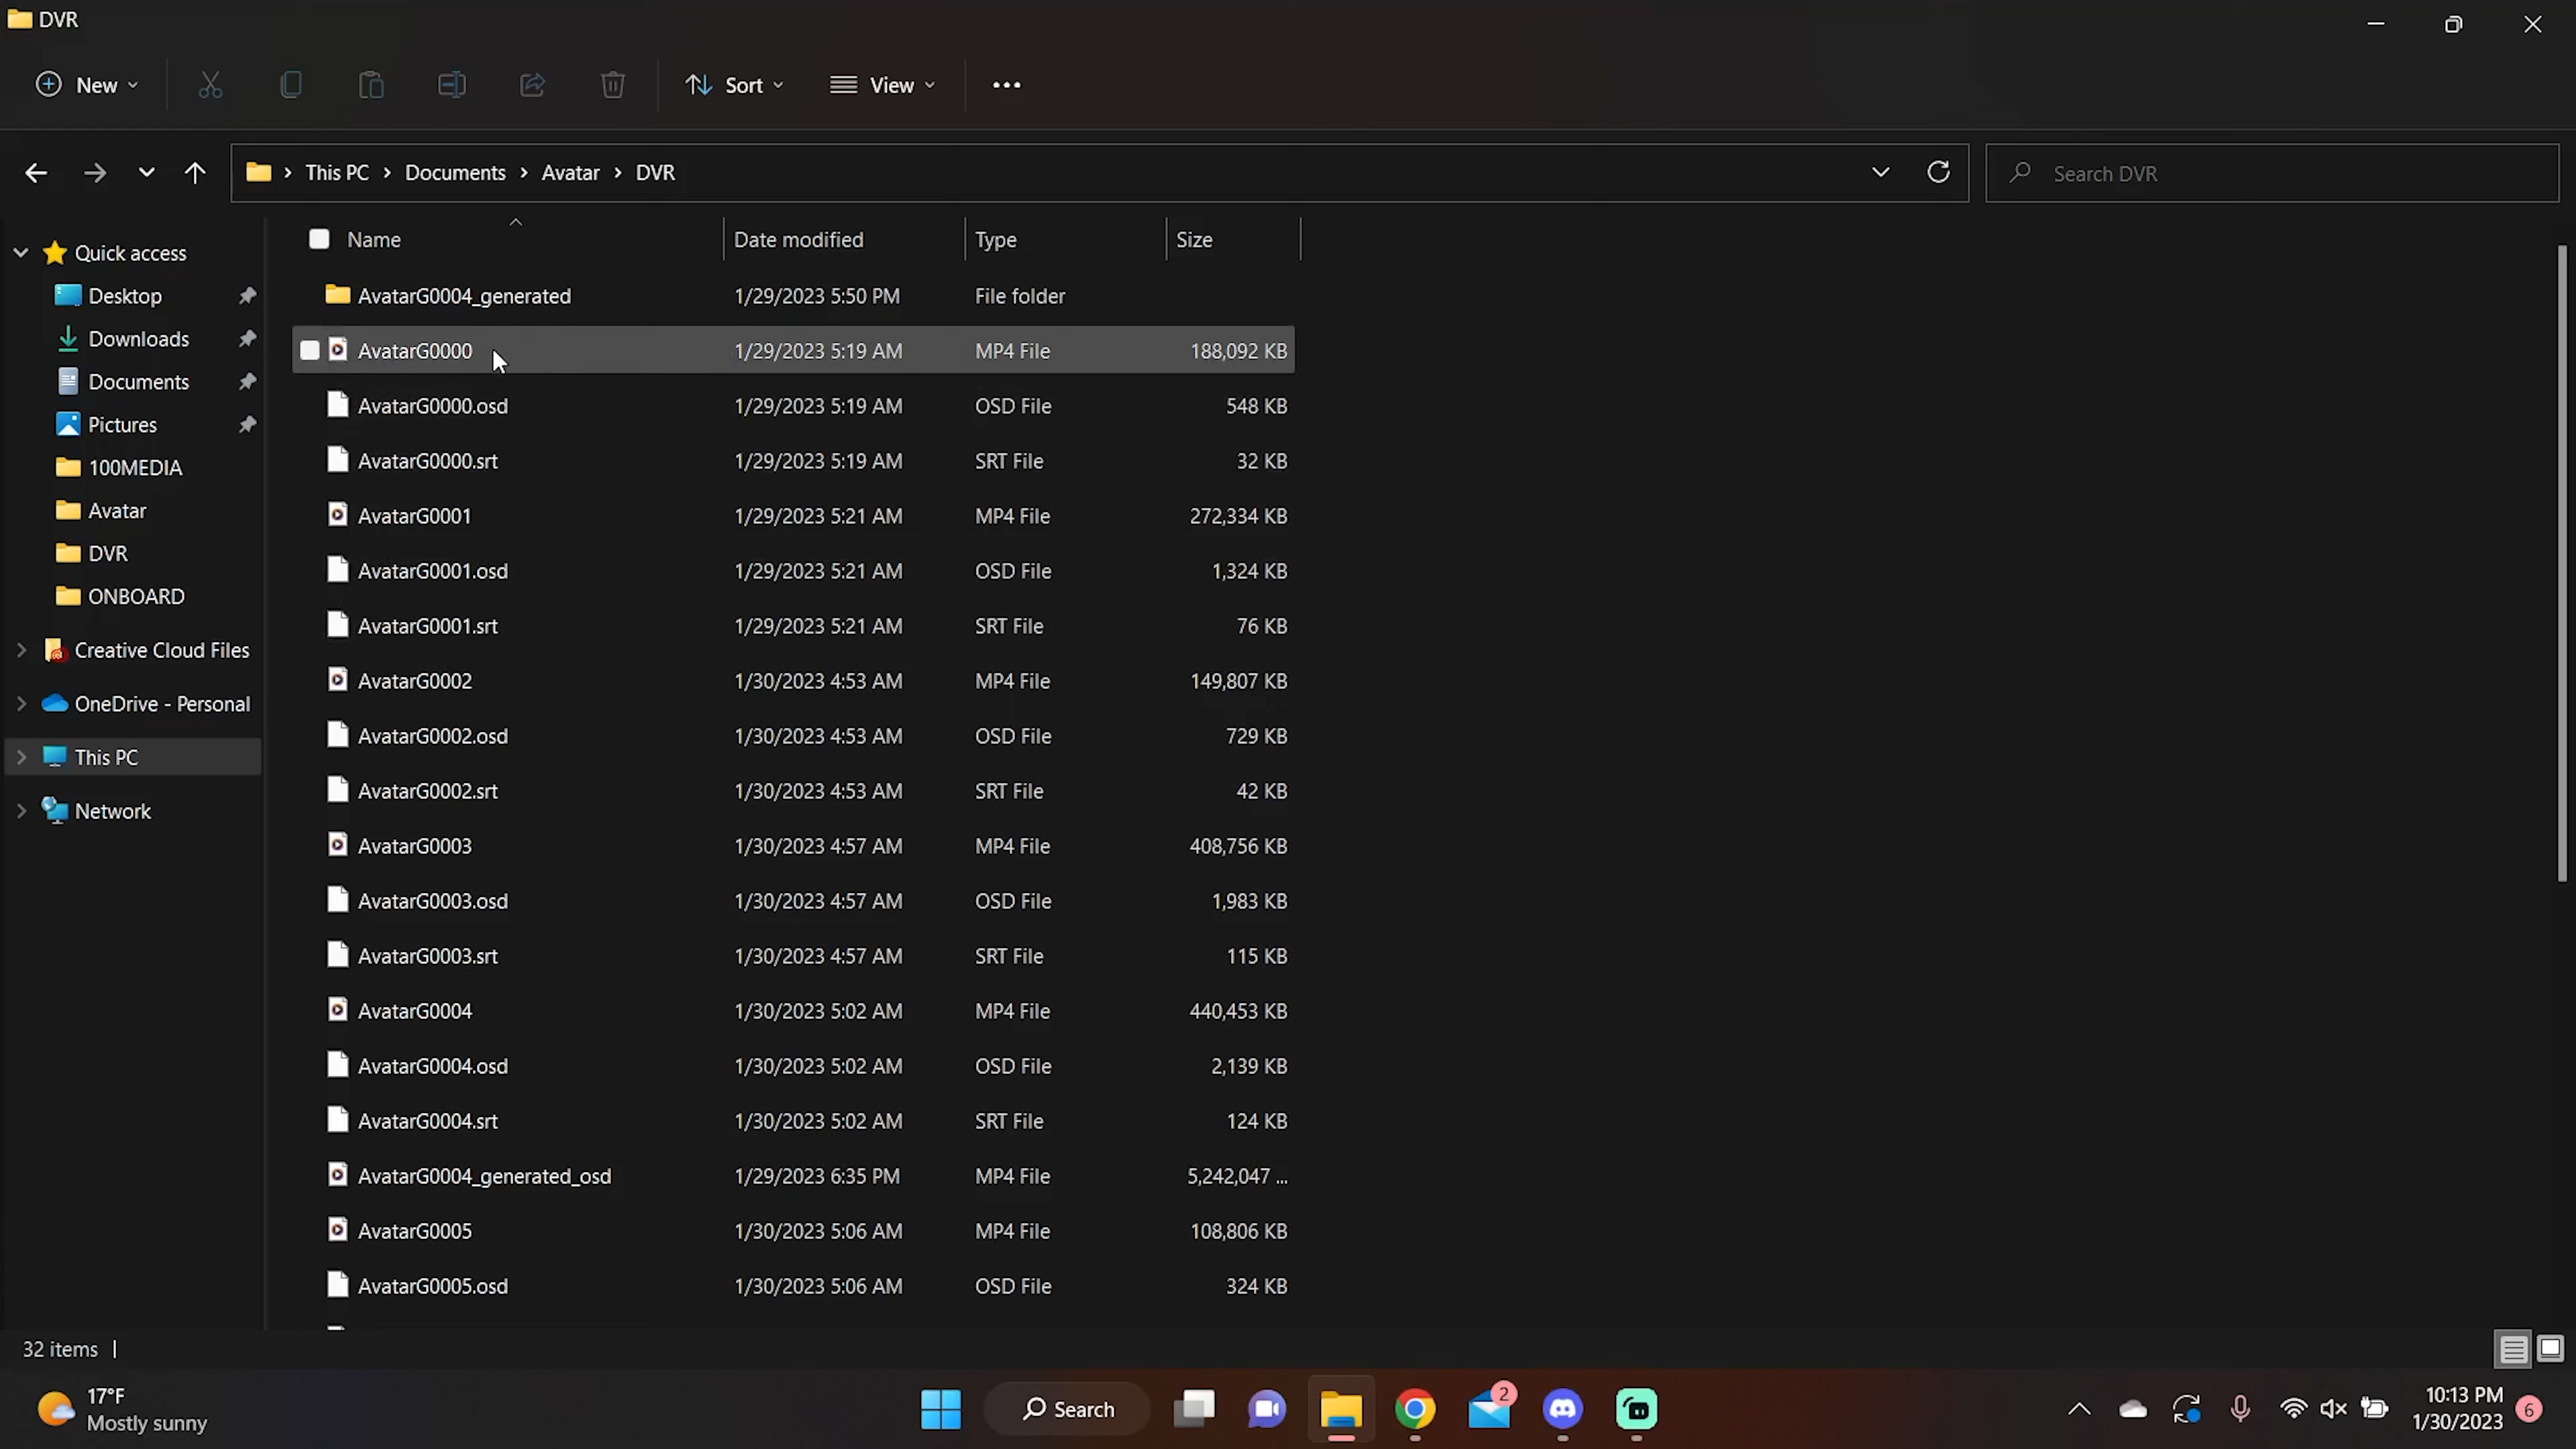 DVR
New
Sort
View
This PC > Documents > Avatar > DVR
Search DVR
Name Date modified Type Size
Quick access
Desktop
Downloads
Documents
Pictures
100MEDIA
Avatar
DVR
ONBOARD
Creative Cloud Files
OneDrive - Personal
This PC
Network
AvatarG0004_generated 1/29/2023 5:50 PM File folder
AvatarG0000 1/29/2023 5:19 AM MP4 File 188,092 KB
AvatarG0000.osd 1/29/2023 5:19 AM OSD File 548 KB
AvatarG0000.srt 1/29/2023 5:19 AM SRT File 32 KB
AvatarG0001 1/29/2023 5:21 AM MP4 File 272,334 KB
AvatarG0001.osd 1/29/2023 5:21 AM OSD File 1,324 KB
AvatarG0001.srt 1/29/2023 5:21 AM SRT File 76 KB
AvatarG0002 1/30/2023 4:53 AM MP4 File 149,807 KB
AvatarG0002.osd 1/30/2023 4:53 AM OSD File 729 KB
AvatarG0002.srt 1/30/2023 4:53 AM SRT File 42 KB
AvatarG0003 1/30/2023 4:57 AM MP4 File 408,756 KB
AvatarG0003.osd 1/30/2023 4:57 AM OSD File 1,983 KB
AvatarG0003.srt 1/30/2023 4:57 AM SRT File 115 KB
AvatarG0004 1/30/2023 5:02 AM MP4 File 440,453 KB
AvatarG0004.osd 1/30/2023 5:02 AM OSD File 2,139 KB
AvatarG0004.srt 1/30/2023 5:02 AM SRT File 124 KB
AvatarG0004_generated_osd 1/29/2023 6:35 PM MP4 File 5,242,047 ...
AvatarG0005 1/30/2023 5:06 AM MP4 File 108,806 KB
AvatarG0005.osd 1/30/2023 5:06 AM OSD File 324 KB
32 items
17°F
Mostly sunny
Search
2
10:13 PM
1/30/2023
6